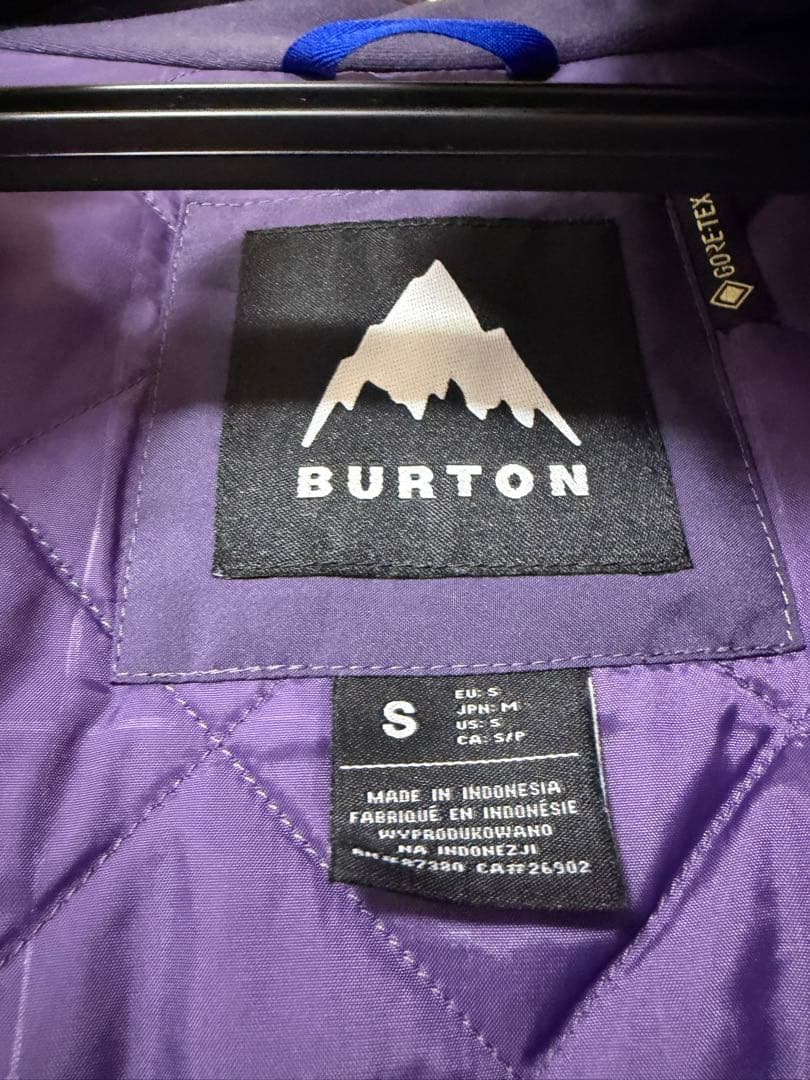 GORE-TEX
BURTON
S
EU: S
JPN: M
US: S
CA: S/P
MADE IN INDONESIA
FABRIQUÉ EN INDONÉSIE
WYPRODUKOWANO
NA INDONEZJI
CA# 26902